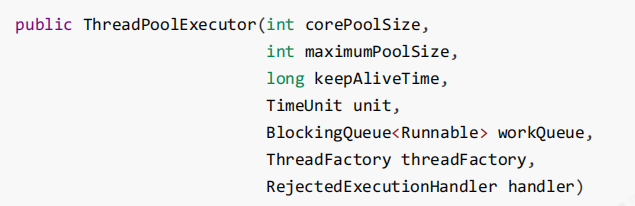 public ThreadPoolExecutor(int corePoolSize,
int maximumPoolSize,
long keepAliveTime,
TimeUnit unit,
BlockingQueue<Runnable> workQueue,
ThreadFactory threadFactory,
RejectedExecutionHandler handler)